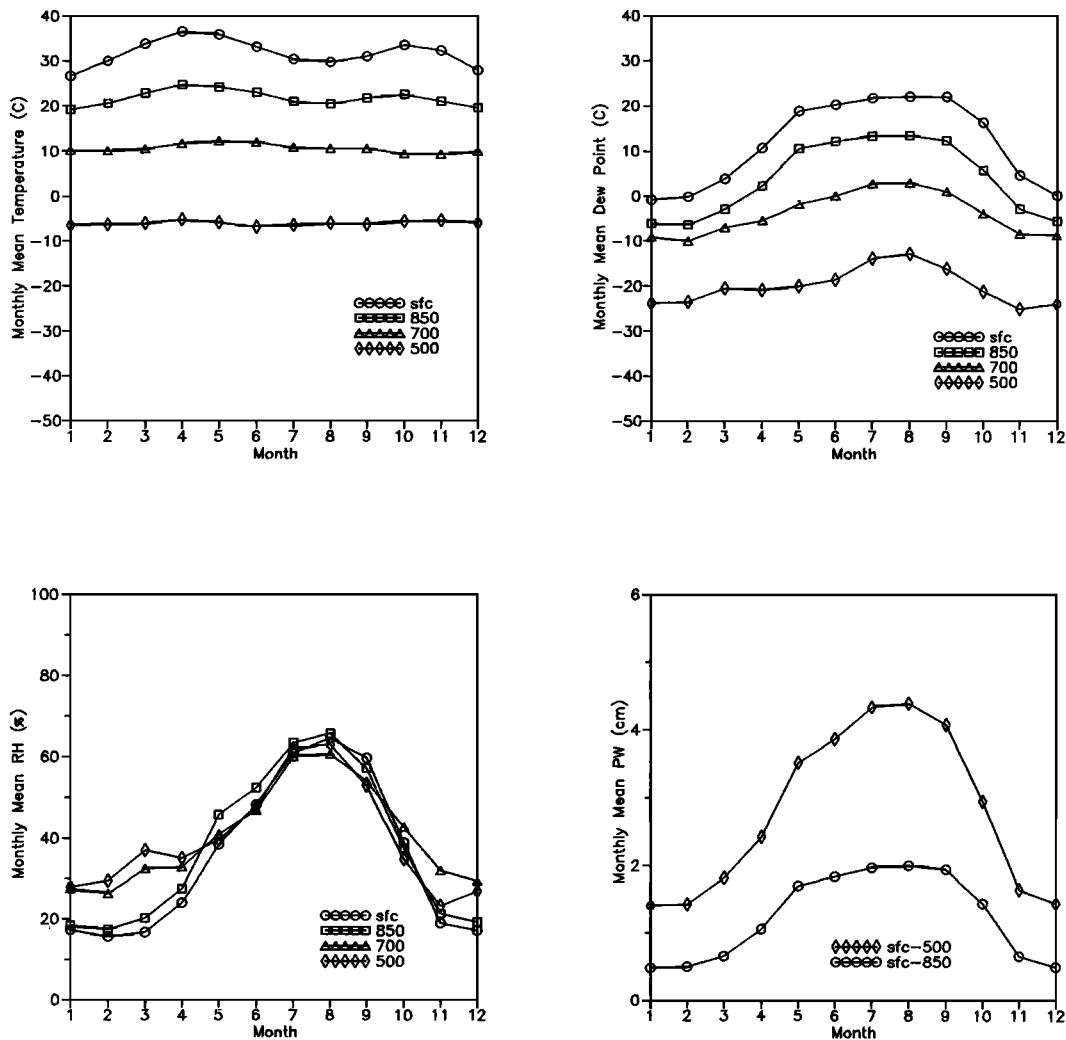 Monthly Mean Temperature (C)
40
30
20
10
0
−10
−20
−30
−40
−50
sfc
850
700
500
1 2 3 4 5 6 7 8 9 10 11 12
Month
Monthly Mean Dew Point (C)
40
30
20
10
0
−10
−20
−30
−40
−50
sfc
850
700
500
1 2 3 4 5 6 7 8 9 10 11 12
Month
Monthly Mean RH (%)
100
80
60
40
20
0
sfc
850
700
500
1 2 3 4 5 6 7 8 9 10 11 12
Month
Monthly Mean PW (cm)
6
4
2
0
sfc−500
sfc−850
1 2 3 4 5 6 7 8 9 10 11 12
Month